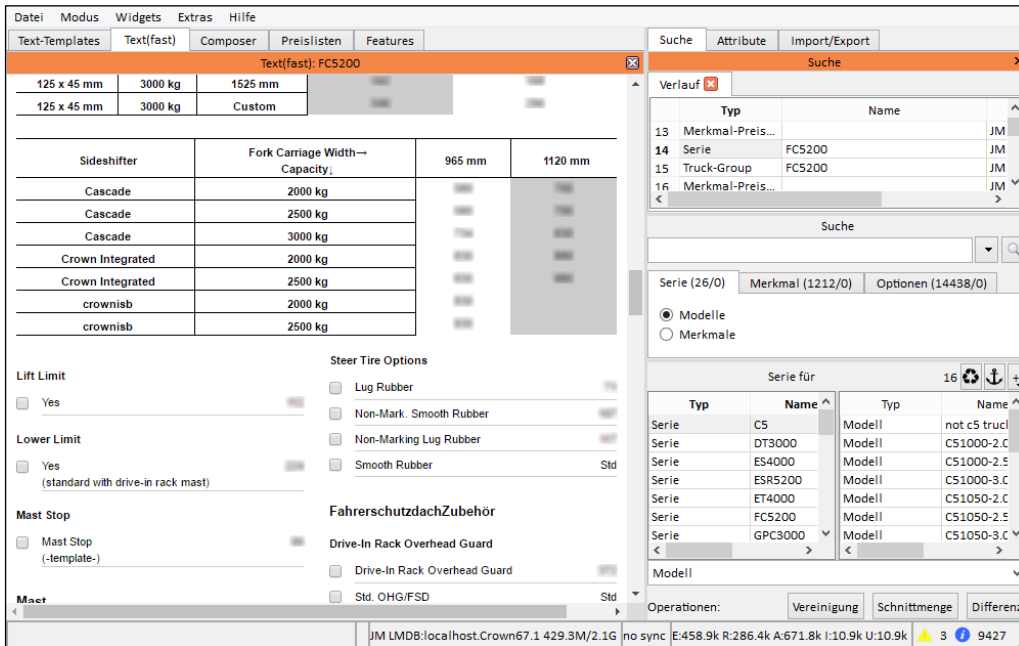 Datei Modus Widgets Extras Hilfe
Text-Templates Text(fast) Composer Preislisten Features
Text(fast): FC5200
125 x 45 mm 3000 kg 1525 mm
125 x 45 mm 3000 kg Custom
Sideshifter Fork Carriage Width→ Capacity↓ 965 mm 1120 mm
Cascade 2000 kg
Cascade 2500 kg
Cascade 3000 kg
Crown Integrated 2000 kg
Crown Integrated 2500 kg
crownisb 2000 kg
crownisb 2500 kg
Lift Limit
Yes
Lower Limit
Yes
(standard with drive-in rack mast)
Mast Stop
Mast Stop
(-template-)
Mast
Steer Tire Options
Lug Rubber
Non-Mark. Smooth Rubber
Non-Marking Lug Rubber
Smooth Rubber Std
FahrerschutzdachZubehör
Drive-In Rack Overhead Guard
Drive-In Rack Overhead Guard
Std. OHG/FSD Std
Suche Attribute Import/Export
Suche
Verlauf
Typ Name
13 Merkmal-Preis... JM
14 Serie FC5200 JM
15 Truck-Group FC5200 JM
16 Merkmal-Preis... JM
Suche
Serie (26/0) Merkmal (1212/0) Optionen (14438/0)
Modelle
Merkmale
Serie für 16
Typ Name Typ Name
Serie C5 Modell not c5 truc
Serie DT3000 Modell C51000-2.0
Serie ES4000 Modell C51000-2.5
Serie ESR5200 Modell C51000-3.0
Serie ET4000 Modell C51050-2.0
Serie FC5200 Modell C51050-2.5
Serie GPC3000 Modell C51050-3.0
Modell
Operationen: Vereinigung Schnittmenge Differenz
JM LMDB:localhost.Crown67.1 429.3M/2.1G no sync E:458.9k R:286.4k A:671.8k I:10.9k U:10.9k 3 9427